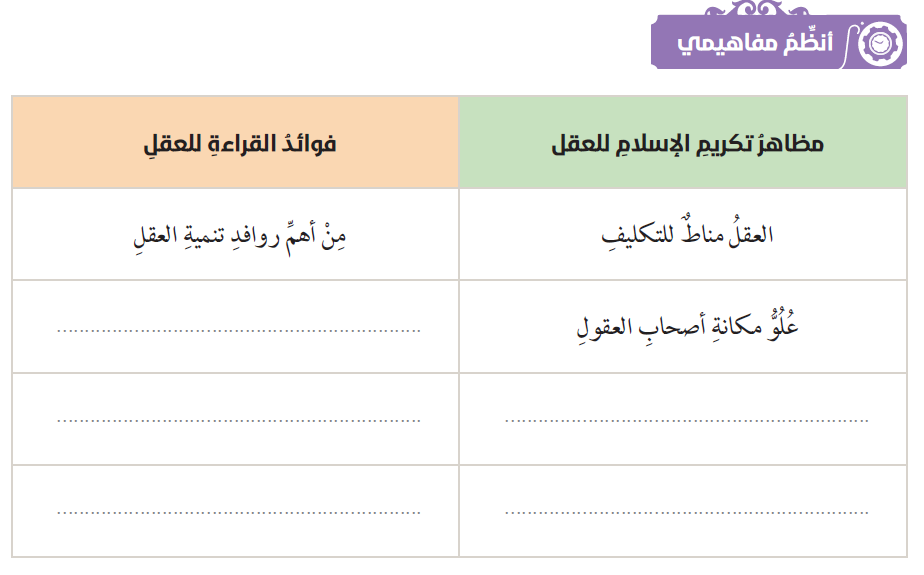 أنظِّمُ مفاهيمي
مظاهرُ تكريمِ الإسلامِ للعقل
فوائدُ القراءةِ للعقلِ
العقلُ مناطٌ للتكليفِ
مِنْ أهمِّ روافدِ تنميةِ العقلِ
عُلُوُّ مكانةِ أصحابِ العقولِ